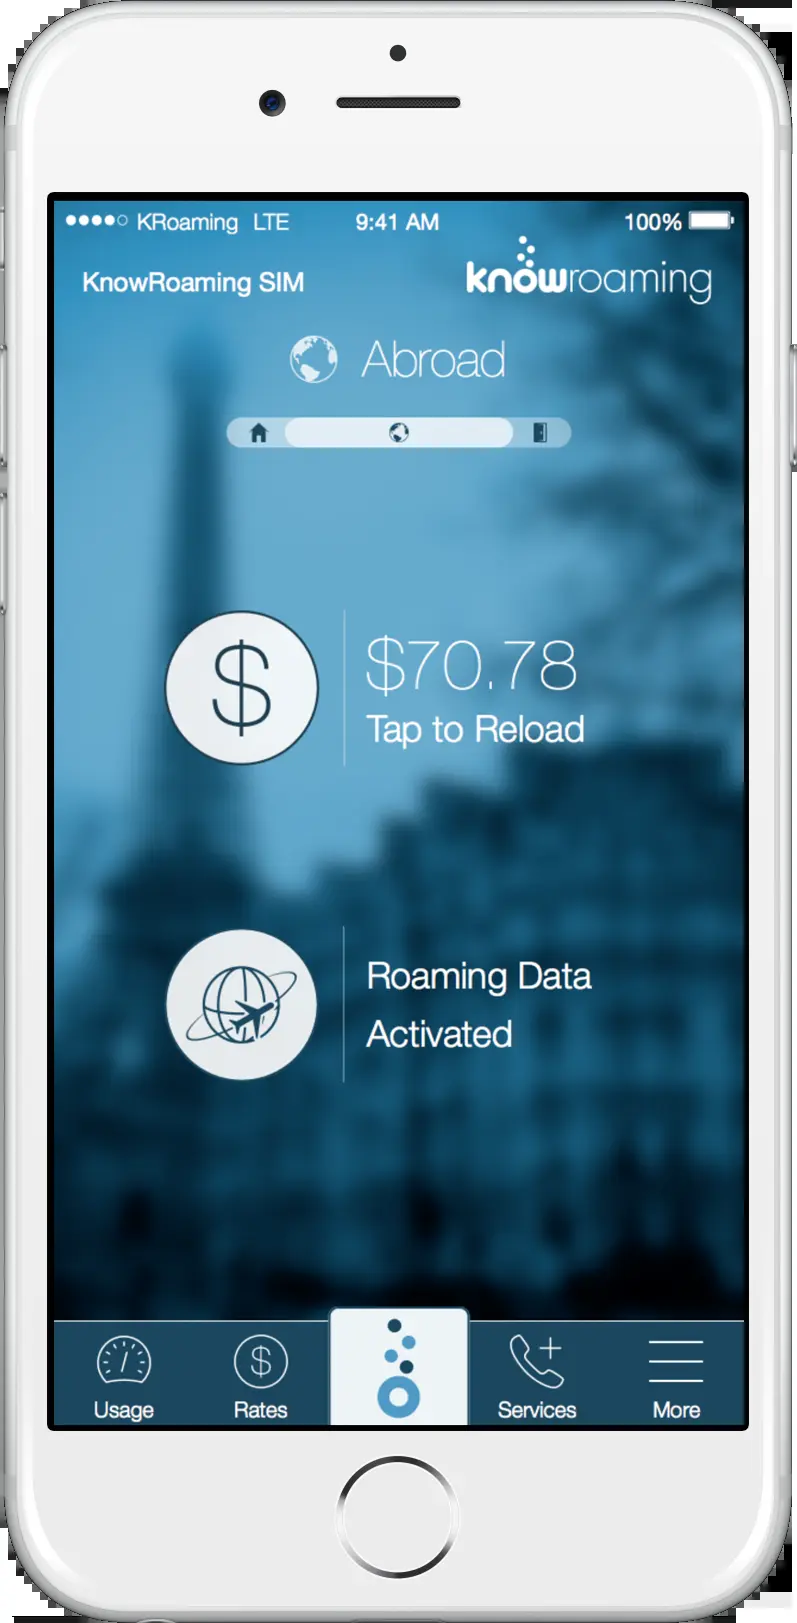 KRoaming LTE 9:41 AM 100%
KnowRoaming SIM
knowroaming
Abroad
$
$70.78
Tap to Reload
Roaming Data
Activated
$
Usage Rates Services More